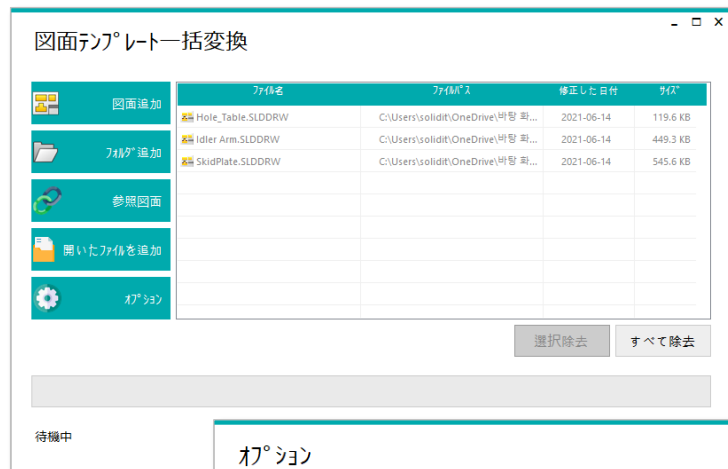 図面ﾃﾝﾌﾟﾚｰﾄ一括変換
図面追加
ﾌｫﾙﾀﾞ追加
参照図面
開いたﾌｧｲﾙを追加
ｵﾌﾟｼｮﾝ
ﾌｧｲﾙ名 ﾌｧｲﾙﾊﾟｽ 修正した日付 ｻｲｽﾞ
Hole_Table.SLDDRW C:\Users\solidit\OneDrive\바탕 화... 2021-06-14 119.6 KB
Idler Arm.SLDDRW C:\Users\solidit\OneDrive\바탕 화... 2021-06-14 449.3 KB
SkidPlate.SLDDRW C:\Users\solidit\OneDrive\바탕 화... 2021-06-14 545.6 KB
選択除去 すべて除去
待機中
ｵﾌﾟｼｮﾝ